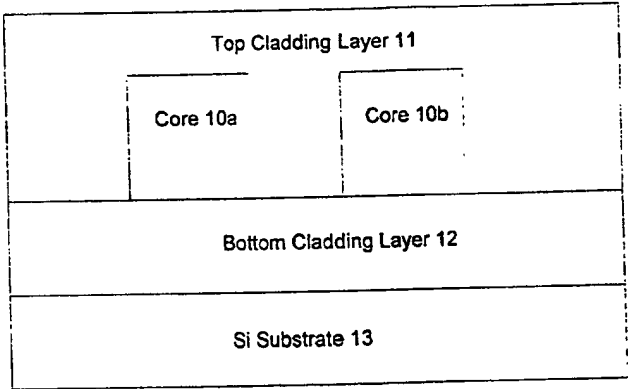 Top Cladding Layer 11
Core 10a
Core 10b
Bottom Cladding Layer 12
Si Substrate 13